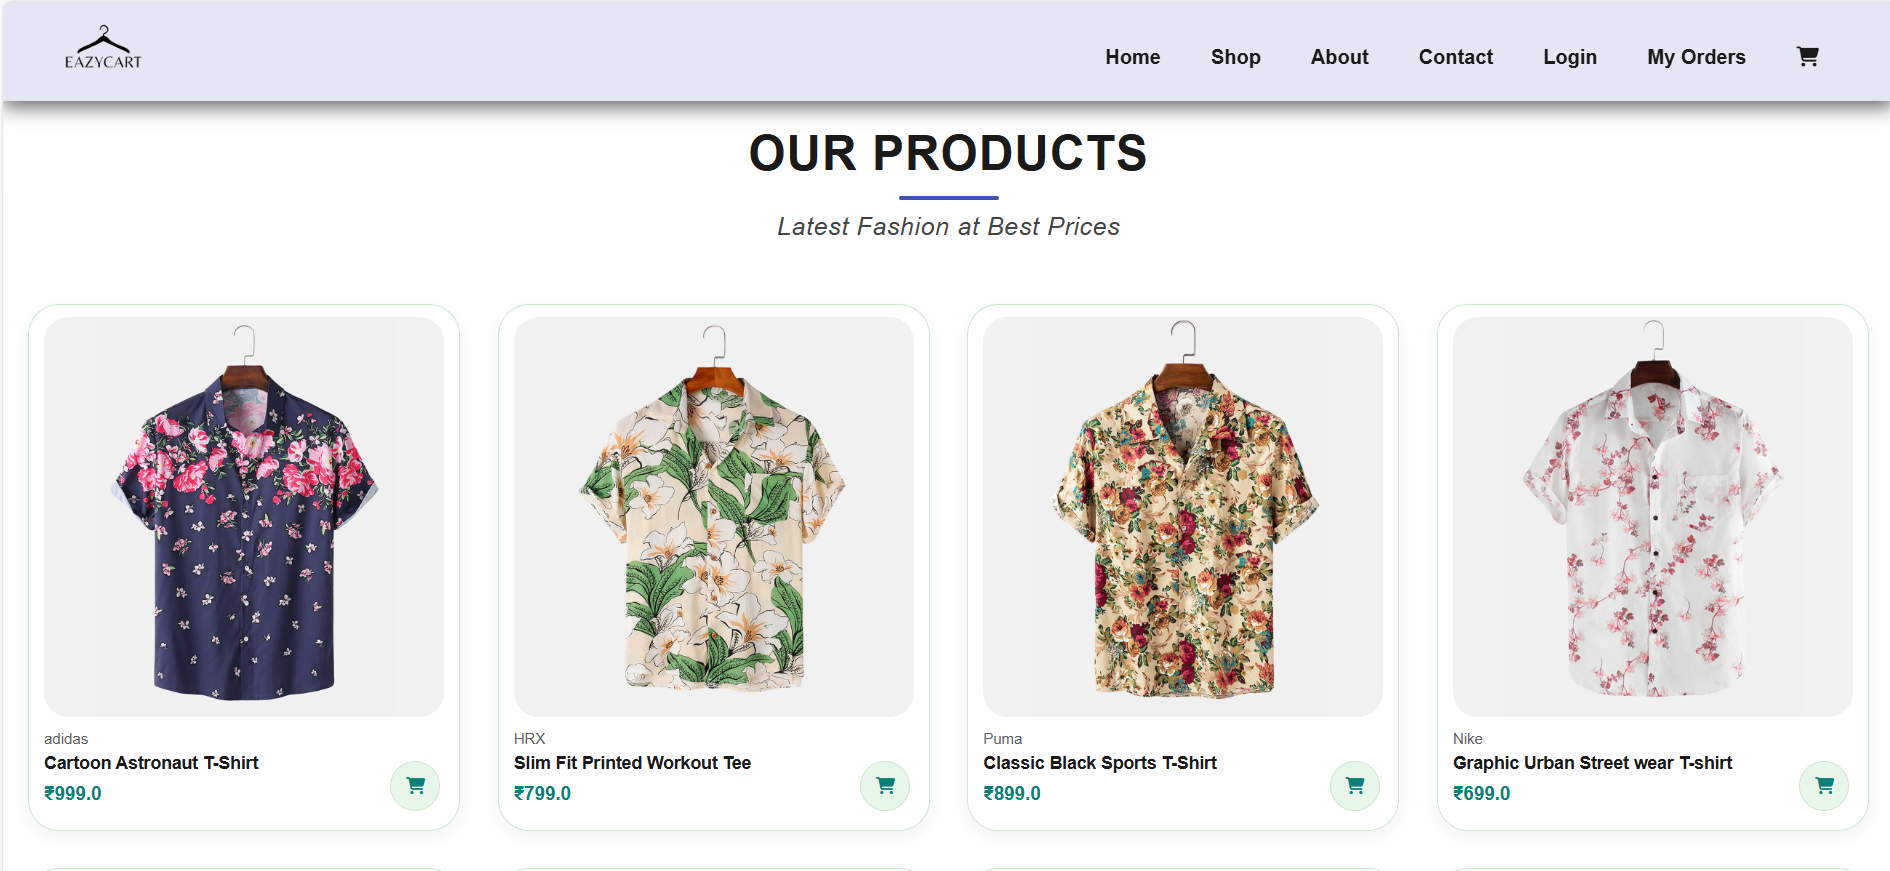 EAZYCART
Home Shop About Contact Login My Orders
OUR PRODUCTS
Latest Fashion at Best Prices
adidas
Cartoon Astronaut T-Shirt
₹999.0
HRX
Slim Fit Printed Workout Tee
₹799.0
Puma
Classic Black Sports T-Shirt
₹899.0
Nike
Graphic Urban Street wear T-shirt
₹699.0